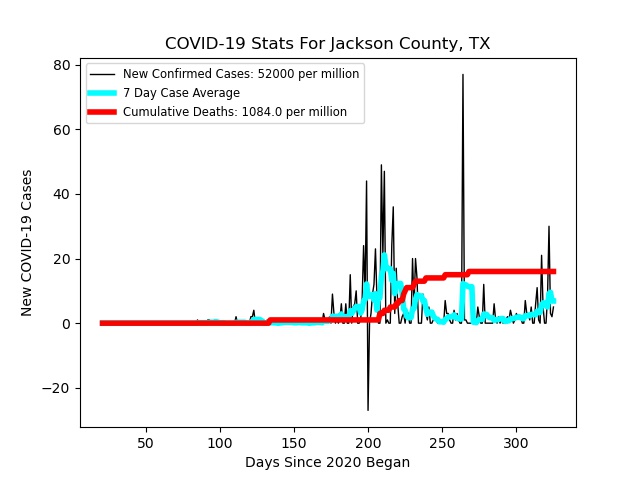 COVID-19 Stats For Jackson County, TX
New Confirmed Cases: 52000 per million
7 Day Case Average
Cumulative Deaths: 1084.0 per million
80
60
40
20
0
−20
New COVID-19 Cases
50 100 150 200 250 300
Days Since 2020 Began